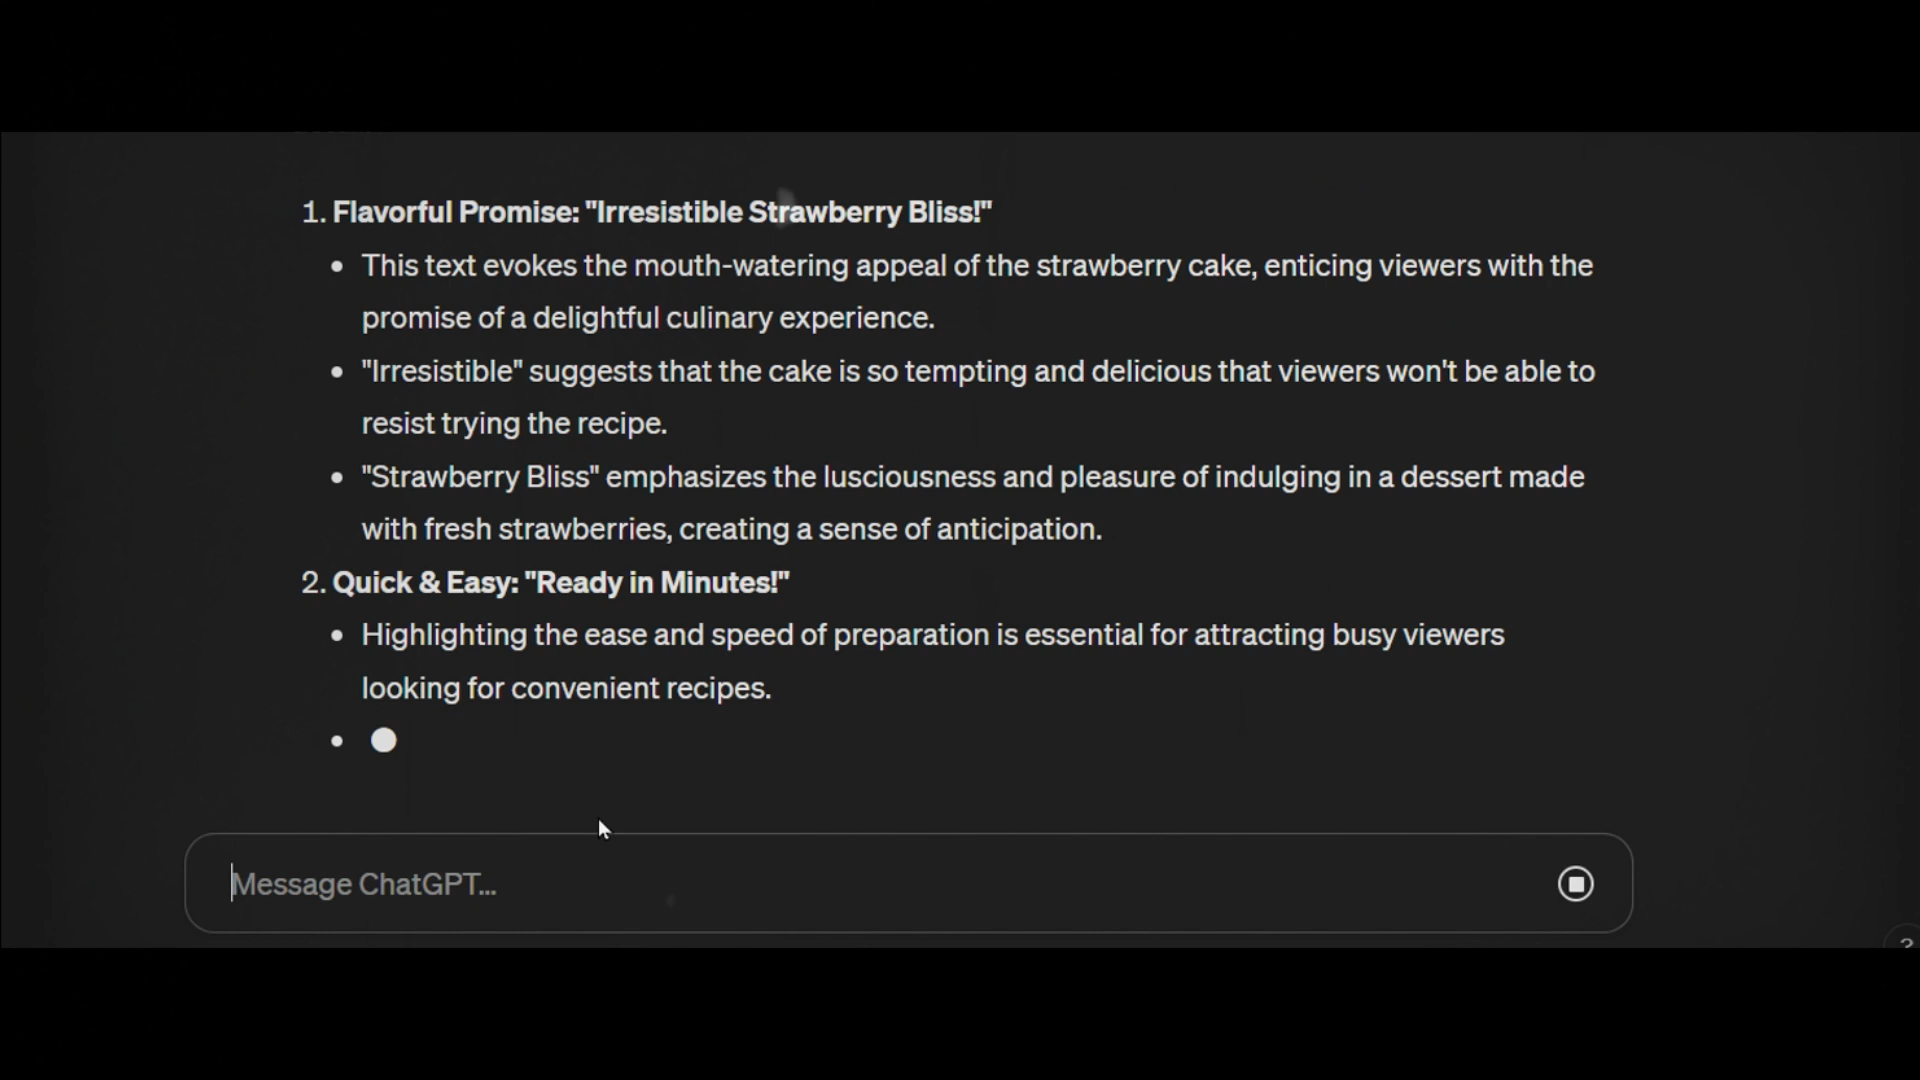 1. Flavorful Promise: "Irresistible Strawberry Bliss!"
• This text evokes the mouth-watering appeal of the strawberry cake, enticing viewers with the
promise of a delightful culinary experience.
• "Irresistible" suggests that the cake is so tempting and delicious that viewers won't be able to
resist trying the recipe.
• "Strawberry Bliss" emphasizes the lusciousness and pleasure of indulging in a dessert made
with fresh strawberries, creating a sense of anticipation.
2. Quick & Easy: "Ready in Minutes!"
• Highlighting the ease and speed of preparation is essential for attracting busy viewers
looking for convenient recipes.
•
Message ChatGPT...
?